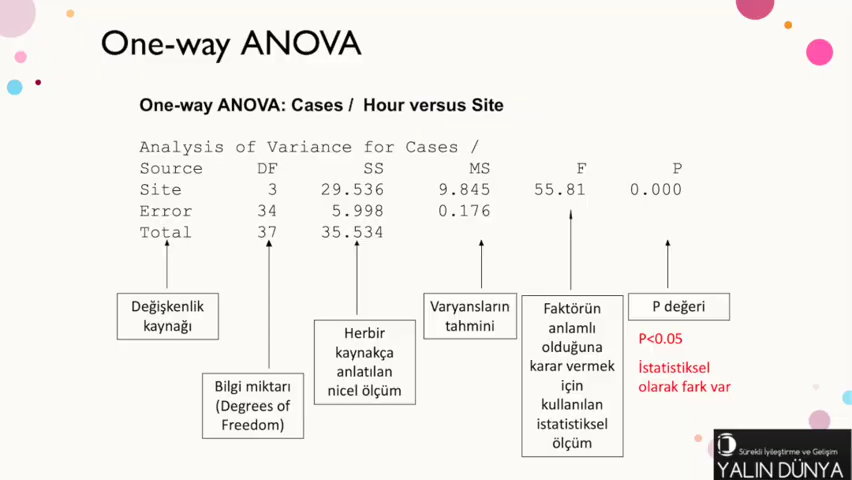 One-way ANOVA
One-way ANOVA: Cases / Hour versus Site
Analysis of Variance for Cases /
Source DF SS MS F P
Site 3 29.536 9.845 55.81 0.000
Error 34 5.998 0.176
Total 37 35.534
Değişkenlik
kaynağı
Bilgi miktarı
(Degrees of
Freedom)
Herbir
kaynakça
anlatılan
nicel ölçüm
Varyansların
tahmini
Faktörün
anlamlı
olduğuna
karar vermek
için
kullanılan
istatistiksel
ölçüm
P değeri
P<0.05
İstatistiksel
olarak fark var
Sürekli İyileştirme ve Gelişim
YALIN DÜNYA